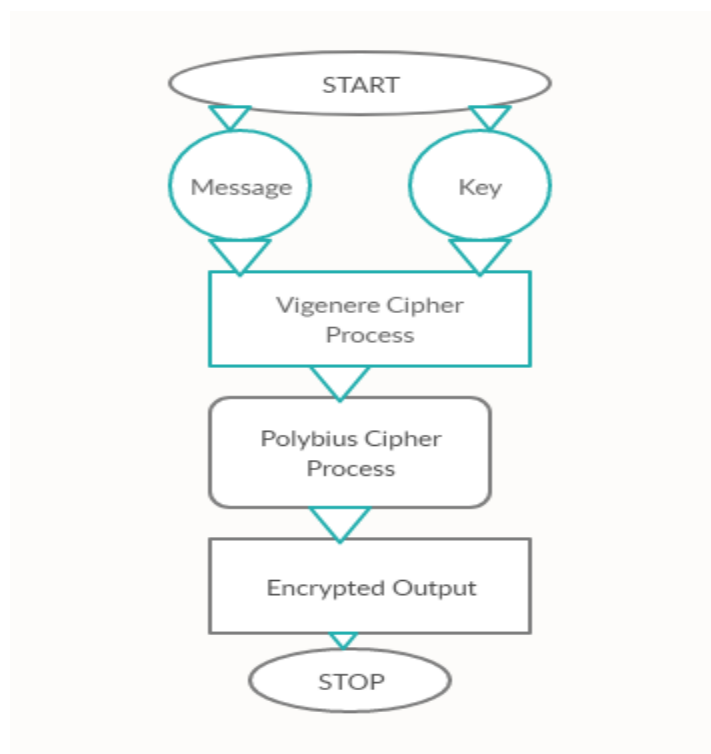 START
Message
Key
Vigenere Cipher
Process
Polybius Cipher
Process
Encrypted Output
STOP